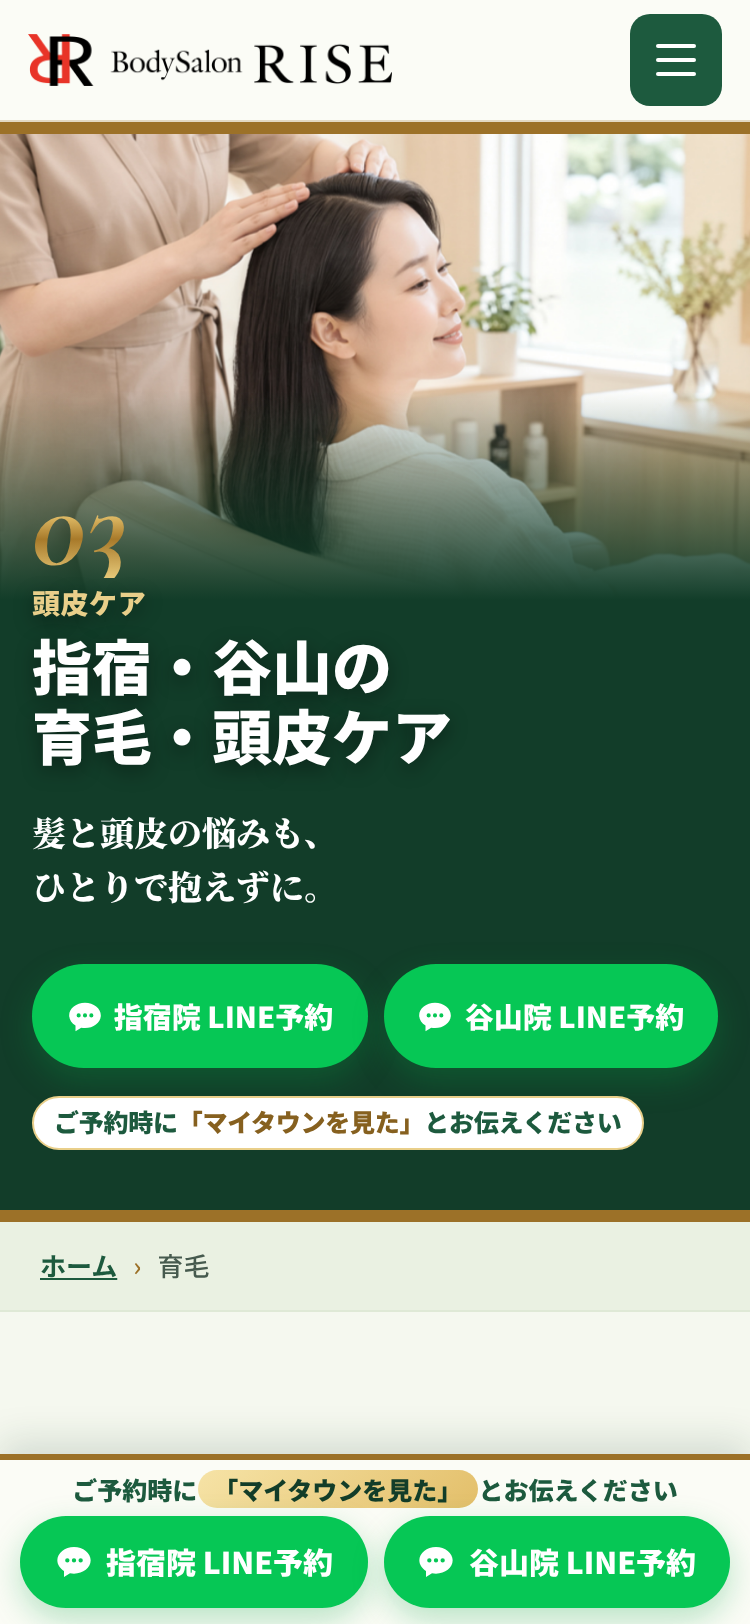 BodySalon RISE
03
頭皮ケア
指宿・谷山の
育毛・頭皮ケア
髪と頭皮の悩みも、
ひとりで抱えずに。
指宿院 LINE予約
谷山院 LINE予約
ご予約時に「マイタウンを見た」とお伝えください
ホーム › 育毛
ご予約時に「マイタウンを見た」とお伝えください
指宿院 LINE予約
谷山院 LINE予約